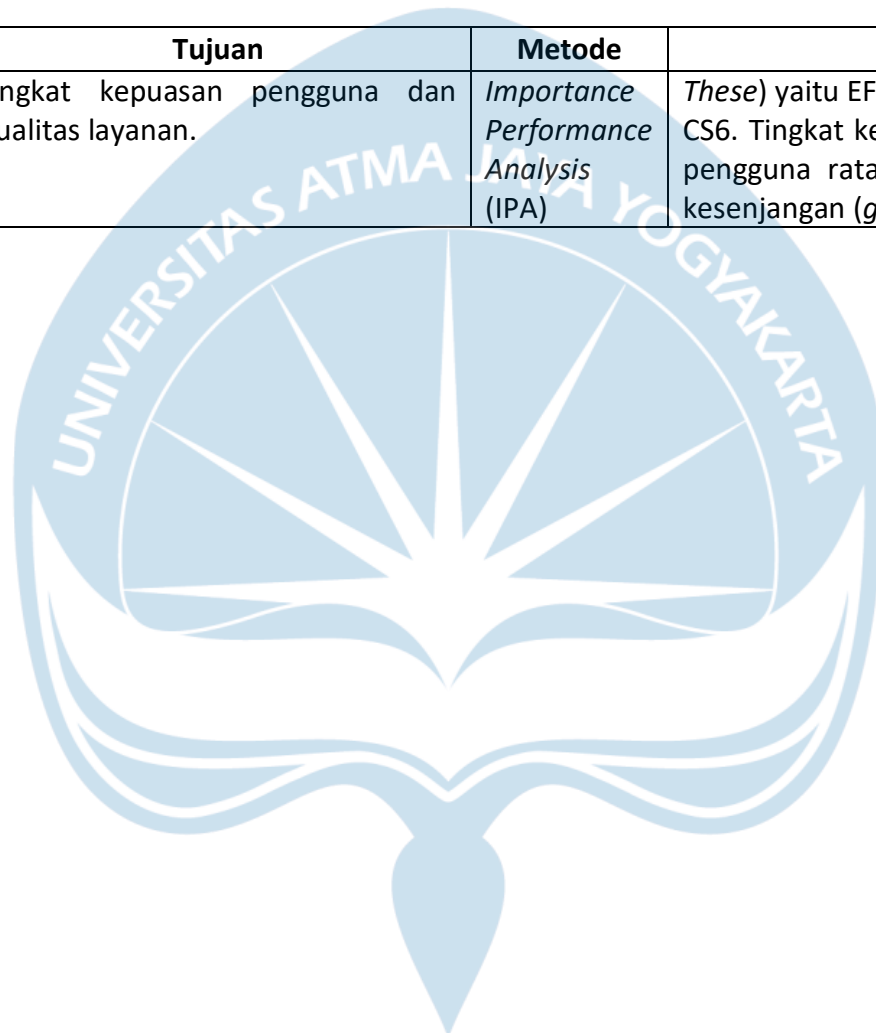 Tujuan Metode
ngkat kepuasan pengguna dan Importance These) yaitu EF
ualitas layanan. Performance CS6. Tingkat ke
Analysis pengguna rata
(IPA) kesenjangan (g
UNIVERSITAS ATMA JAYA YOGYAKARTA